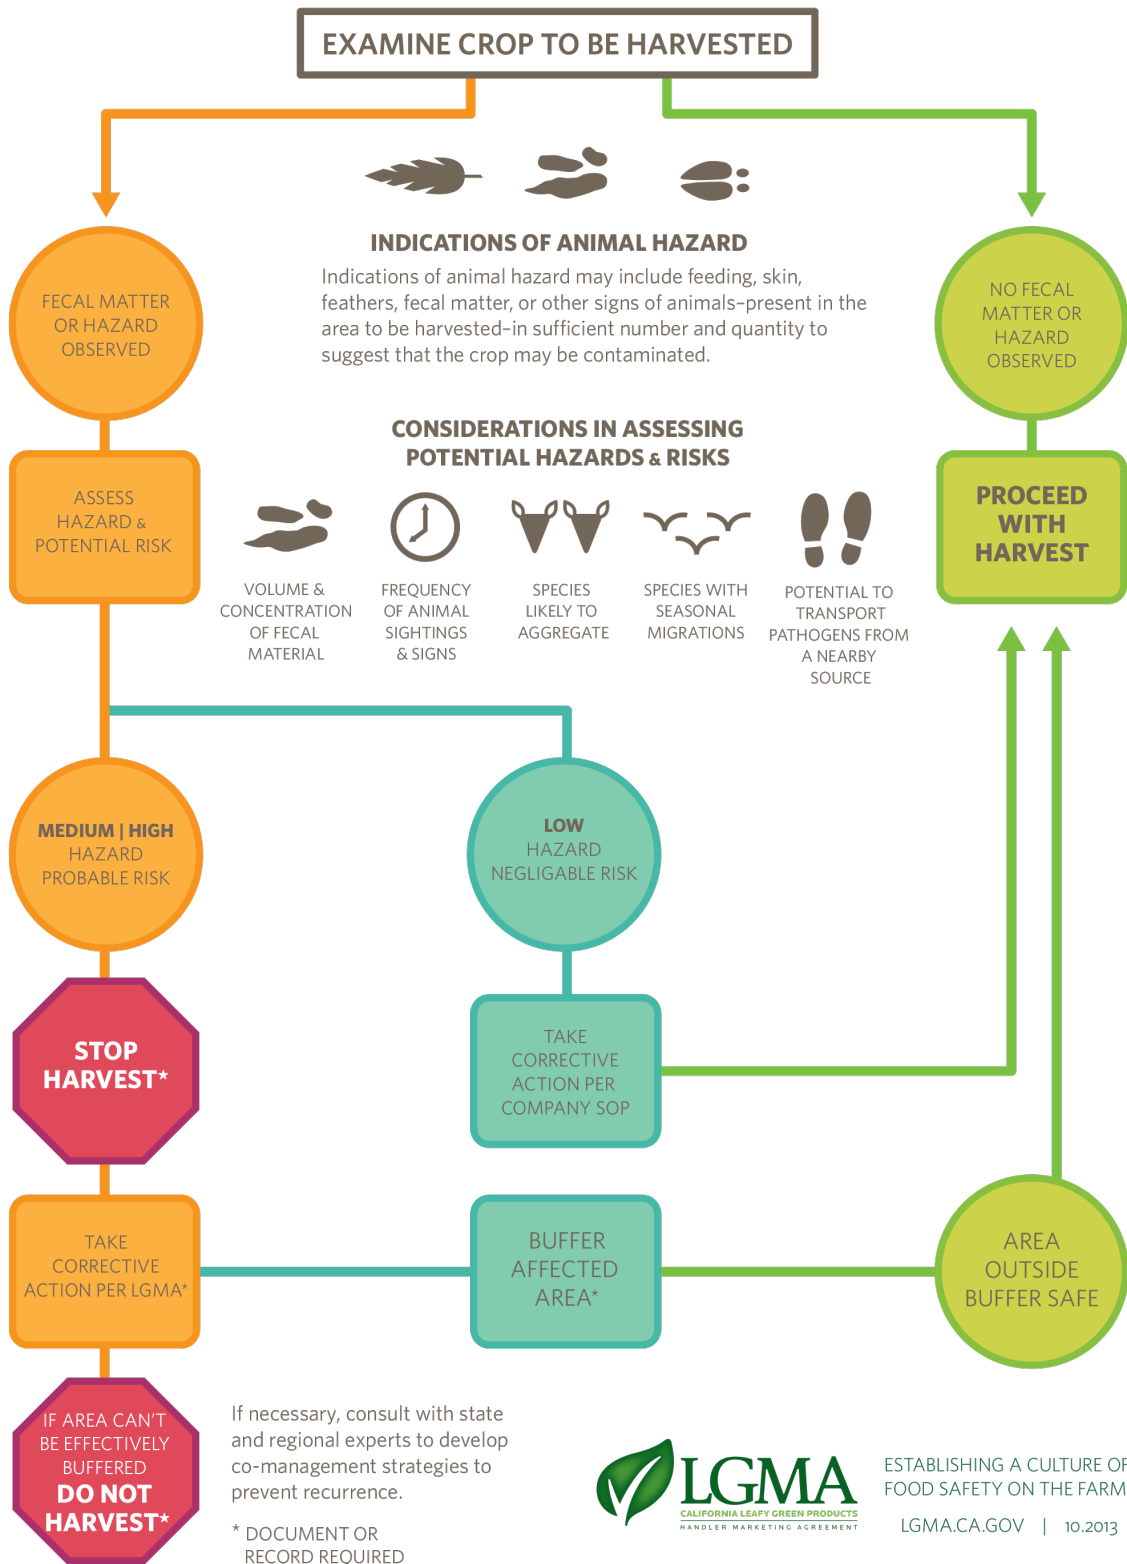 EXAMINE CROP TO BE HARVESTED
INDICATIONS OF ANIMAL HAZARD
Indications of animal hazard may include feeding, skin,
feathers, fecal matter, or other signs of animals–present in the
area to be harvested–in sufficient number and quantity to
suggest that the crop may be contaminated.
FECAL MATTER
OR HAZARD
OBSERVED
NO FECAL
MATTER OR
HAZARD
OBSERVED
CONSIDERATIONS IN ASSESSING
POTENTIAL HAZARDS & RISKS
ASSESS
HAZARD &
POTENTIAL RISK
VOLUME &
CONCENTRATION
OF FECAL
MATERIAL
FREQUENCY
OF ANIMAL
SIGHTINGS
& SIGNS
SPECIES
LIKELY TO
AGGREGATE
SPECIES WITH
SEASONAL
MIGRATIONS
POTENTIAL TO
TRANSPORT
PATHOGENS FROM
A NEARBY
SOURCE
PROCEED
WITH
HARVEST
MEDIUM | HIGH
HAZARD
PROBABLE RISK
LOW
HAZARD
NEGLIGABLE RISK
STOP
HARVEST*
TAKE
CORRECTIVE
ACTION PER
COMPANY SOP
TAKE
CORRECTIVE
ACTION PER LGMA*
BUFFER
AFFECTED
AREA*
AREA
OUTSIDE
BUFFER SAFE
IF AREA CAN'T
BE EFFECTIVELY
BUFFERED
DO NOT
HARVEST*
If necessary, consult with state
and regional experts to develop
co-management strategies to
prevent recurrence.
* DOCUMENT OR
RECORD REQUIRED
LGMA
CALIFORNIA LEAFY GREEN PRODUCTS
HANDLER MARKETING AGREEMENT
ESTABLISHING A CULTURE OF
FOOD SAFETY ON THE FARM
LGMA.CA.GOV | 10.2013